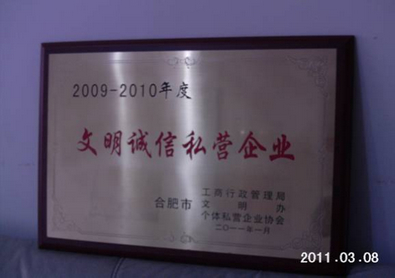 2009-2010年度
文明诚信私营企业
工商行政管理局
合肥市 文明办
个体私营企业协会
二〇一一年一月
2011.03.08